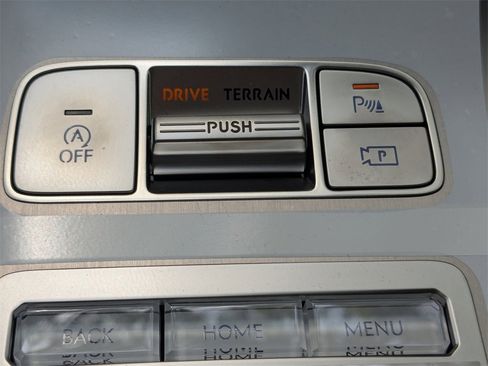 DRIVE TERRAIN
PUSH
A
OFF
P
P
BACK HOME MENU